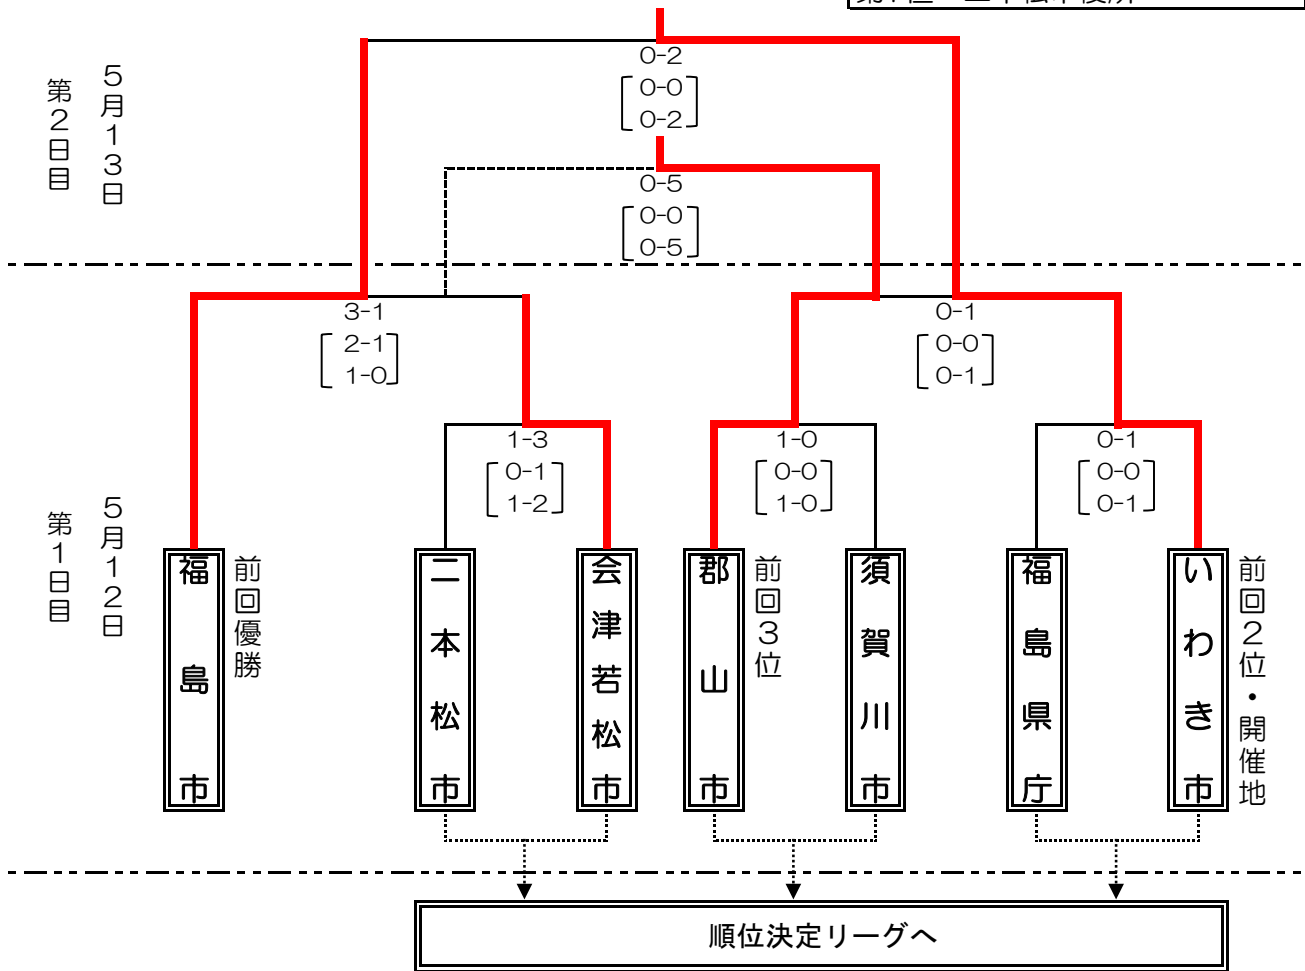 0-2
0-0
0-2
5月13日
第2日目
0-5
0-0
0-5
3-1
2-1
1-0
0-1
0-0
0-1
1-3
0-1
1-2
1-0
0-0
1-0
0-1
0-0
0-1
5月12日
第1日目
福島市
前回優勝
二本松市
会津若松市
郡山市
前回3位
須賀川市
福島県庁
いわき市
前回2位・開催地
順位決定リーグへ